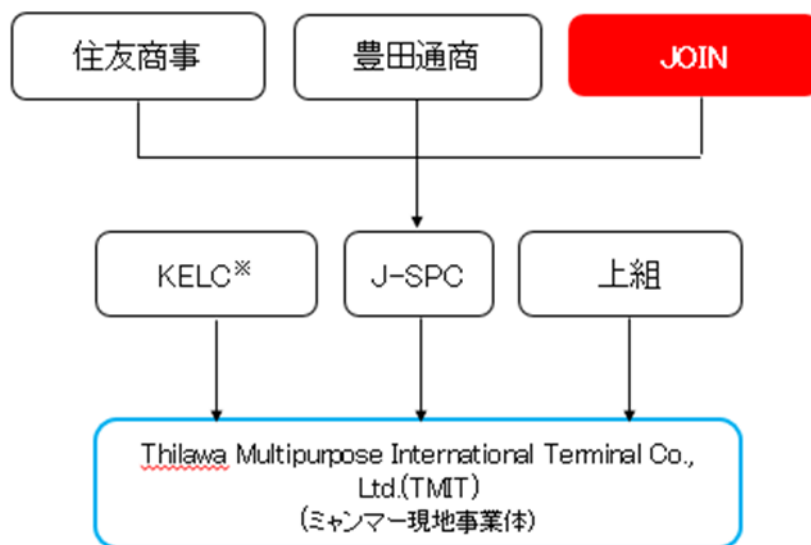 住友商事
豊田通商
JOIN
KELC※
J-SPC
上組
Thilawa Multipurpose International Terminal Co.,
Ltd.(TMIT)
(ミャンマー現地事業体)